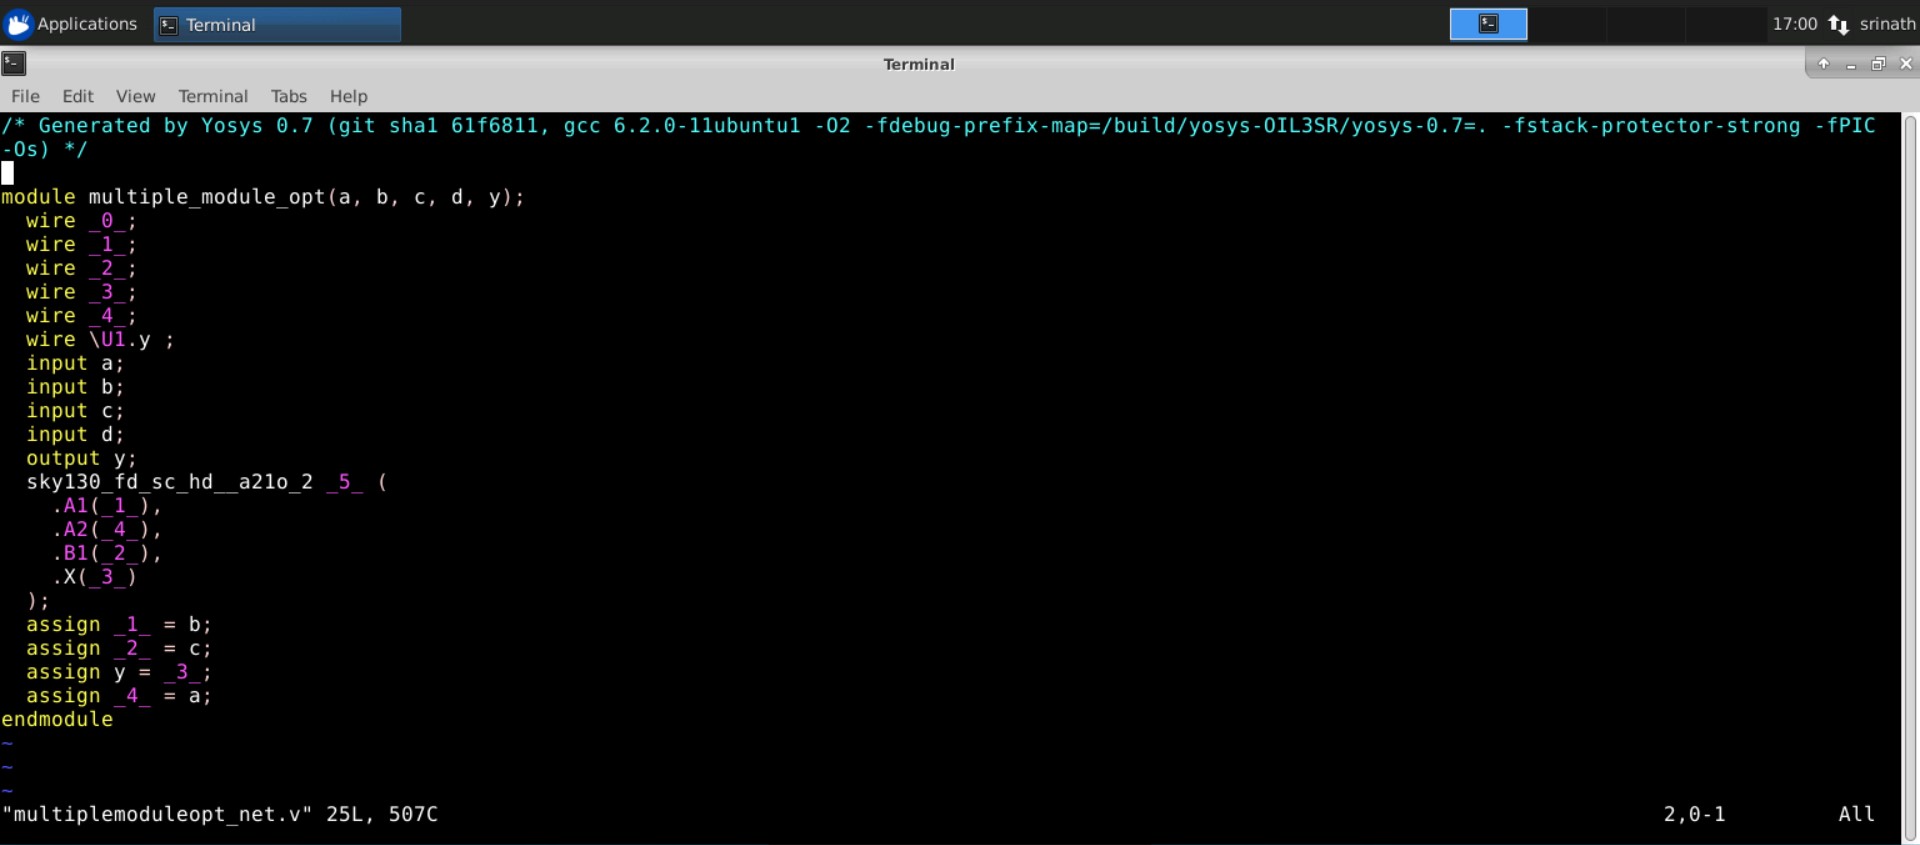 Applications Terminal 17:00 srinath
Terminal
File Edit View Terminal Tabs Help
/* Generated by Yosys 0.7 (git sha1 61f6811, gcc 6.2.0-11ubuntu1 -O2 -fdebug-prefix-map=/build/yosys-OIL3SR/yosys-0.7=. -fstack-protector-strong -fPIC
-Os) */
module multiple_module_opt(a, b, c, d, y);
  wire _0_;
  wire _1_;
  wire _2_;
  wire _3_;
  wire _4_;
  wire \U1.y ;
  input a;
  input b;
  input c;
  input d;
  output y;
  sky130_fd_sc_hd__a21o_2 _5_ (
    .A1(_1_),
    .A2(_4_),
    .B1(_2_),
    .X(_3_)
  );
  assign _1_ = b;
  assign _2_ = c;
  assign y = _3_;
  assign _4_ = a;
endmodule
~
~
~
"multiplemoduleopt_net.v" 25L, 507C 2,0-1 All